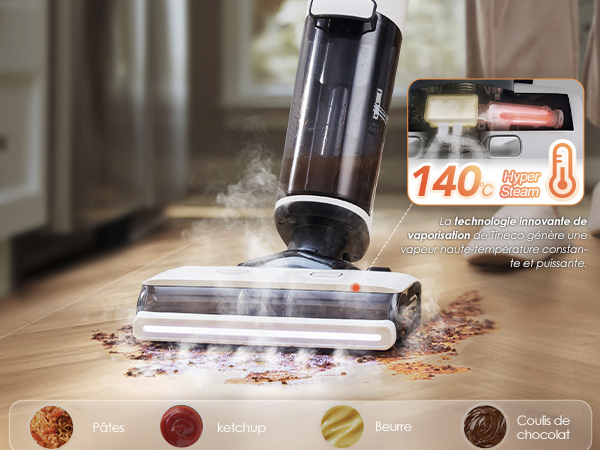 tineco
140°C Hyper
Steam
La technologie innovante de
vaporisation de Tineco génère une
vapeur haute-température constan-
te et puissante.
Pâtes
ketchup
Beurre
Coulis de
chocolat